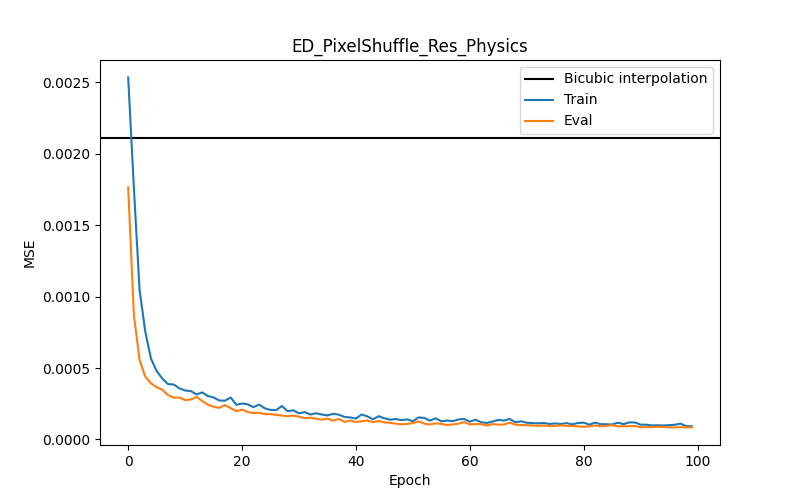 ED_PixelShuffle_Res_Physics
Bicubic interpolation
Train
Eval
MSE
0.0025
0.0020
0.0015
0.0010
0.0005
0.0000
0 20 40 60 80 100
Epoch